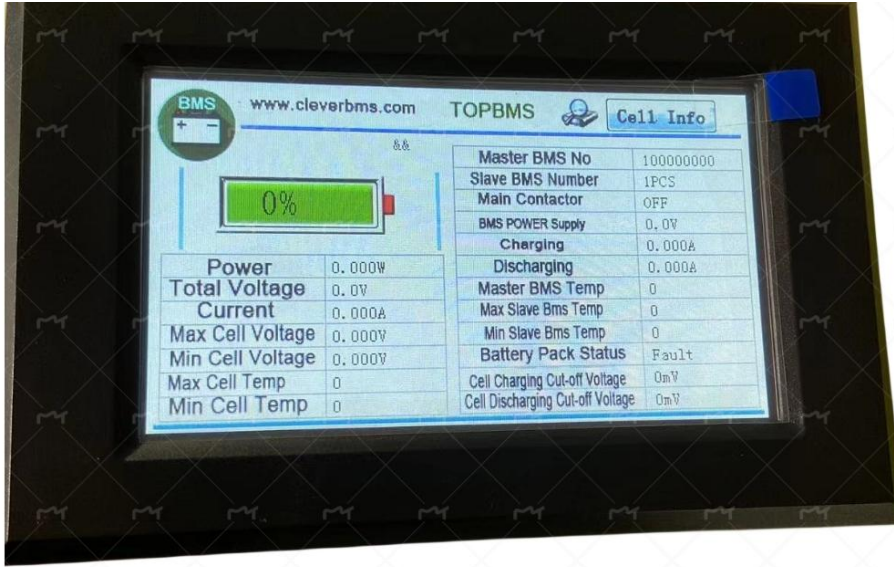 BMS
+ -
www.cleverbms.com
TOPBMS
Cell Info
&&
0%
Power 0.000W
Total Voltage 0.0V
Current 0.000A
Max Cell Voltage 0.000V
Min Cell Voltage 0.000V
Max Cell Temp 0
Min Cell Temp 0
Master BMS No 100000000
Slave BMS Number 1PCS
Main Contactor OFF
BMS POWER Supply 0.0V
Charging 0.000A
Discharging 0.000A
Master BMS Temp 0
Max Slave Bms Temp 0
Min Slave Bms Temp 0
Battery Pack Status Fault
Cell Charging Cut-off Voltage 0mV
Cell Discharging Cut-off Voltage 0mV